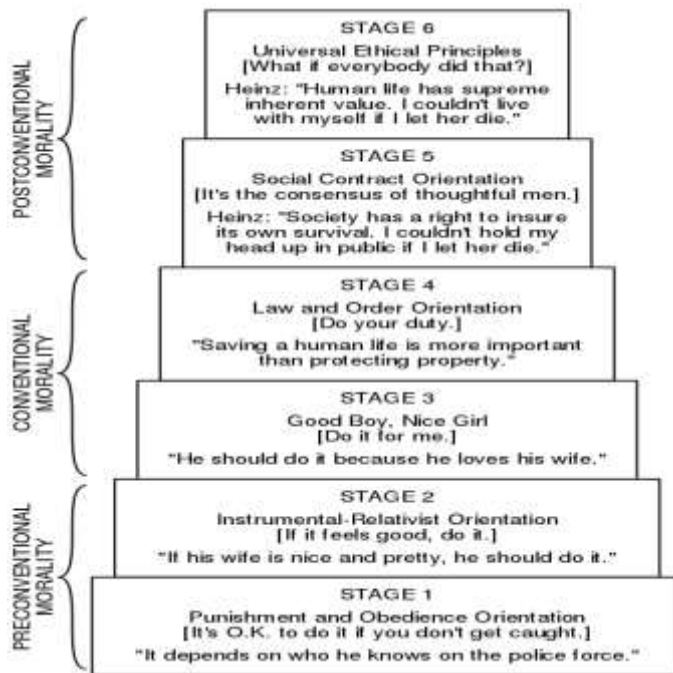 STAGE 6
Universal Ethical Principles
[What if everybody did that?]
Heinz: "Human life has supreme
inherent value. I couldn't live
with myself if I let her die."
STAGE 5
Social Contract Orientation
[It's the consensus of thoughtful men.]
Heinz: "Society has a right to insure
its own survival. I couldn't hold my
head up in public if I let her die."
POSTCONVENTIONAL
MORALITY
STAGE 4
Law and Order Orientation
[Do your duty.]
"Saving a human life is more important
than protecting property."
STAGE 3
Good Boy, Nice Girl
[Do it for me.]
"He should do it because he loves his wife."
CONVENTIONAL
MORALITY
STAGE 2
Instrumental-Relativist Orientation
[If it feels good, do it.]
"If his wife is nice and pretty, he should do it."
STAGE 1
Punishment and Obedience Orientation
[It's O.K. to do it if you don't get caught.]
"It depends on who he knows on the police force."
PRECONVENTIONAL
MORALITY